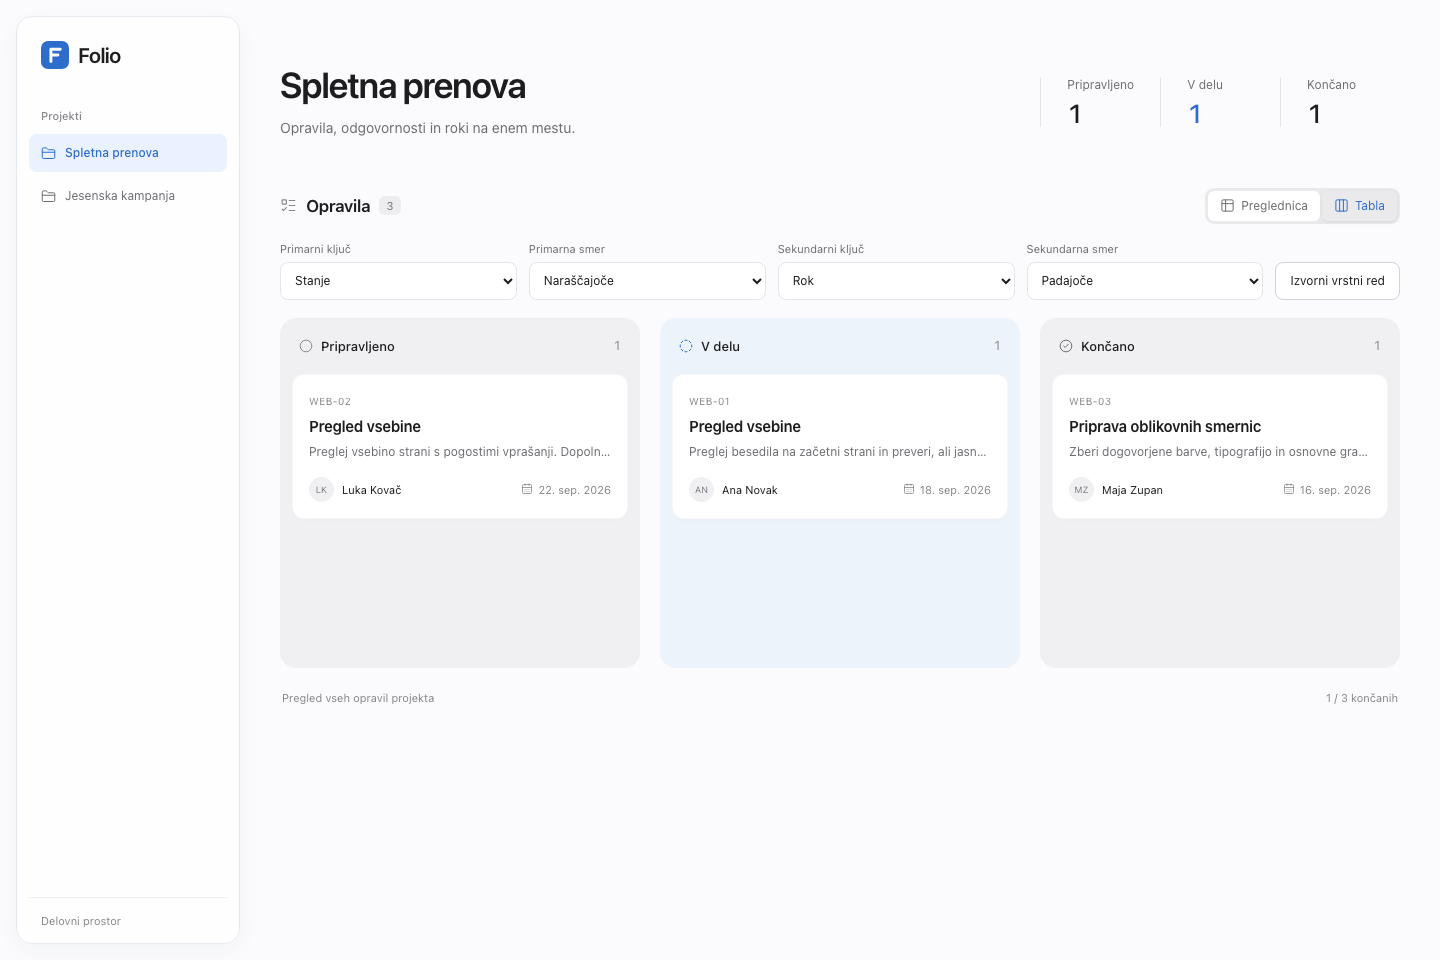 Folio
Projekti
Spletna prenova
Jesenska kampanja
Delovni prostor
Spletna prenova
Opravila, odgovornosti in roki na enem mestu.
Pripravljeno
1
V delu
1
Končano
1
Opravila 3
Preglednica
Tabla
Primarni ključ
Stanje
Primarna smer
Naraščajoče
Sekundarni ključ
Rok
Sekundarna smer
Padajoče
Izvorni vrstni red
Pripravljeno 1
WEB-02
Pregled vsebine
Preglej vsebino strani s pogostimi vprašanji. Dopoln...
LK Luka Kovač 22. sep. 2026
V delu 1
WEB-01
Pregled vsebine
Preglej besedila na začetni strani in preveri, ali jasn...
AN Ana Novak 18. sep. 2026
Končano 1
WEB-03
Priprava oblikovnih smernic
Zberi dogovorjene barve, tipografijo in osnovne gra...
MZ Maja Zupan 16. sep. 2026
Pregled vseh opravil projekta
1 / 3 končanih